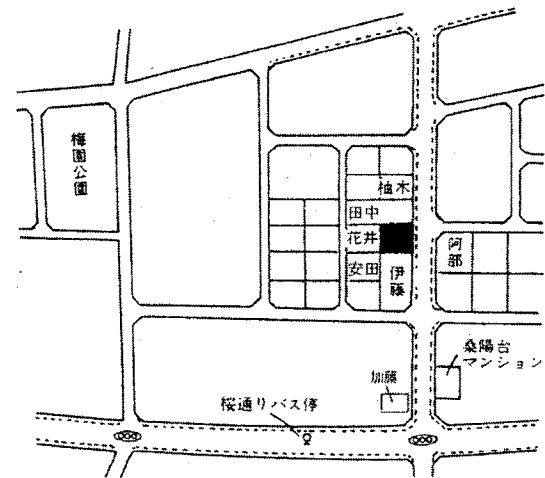 梅園公園
柚木
田中
花井
安田
伊藤
阿部
桑陽台
マンション
加藤
桜通りバス停